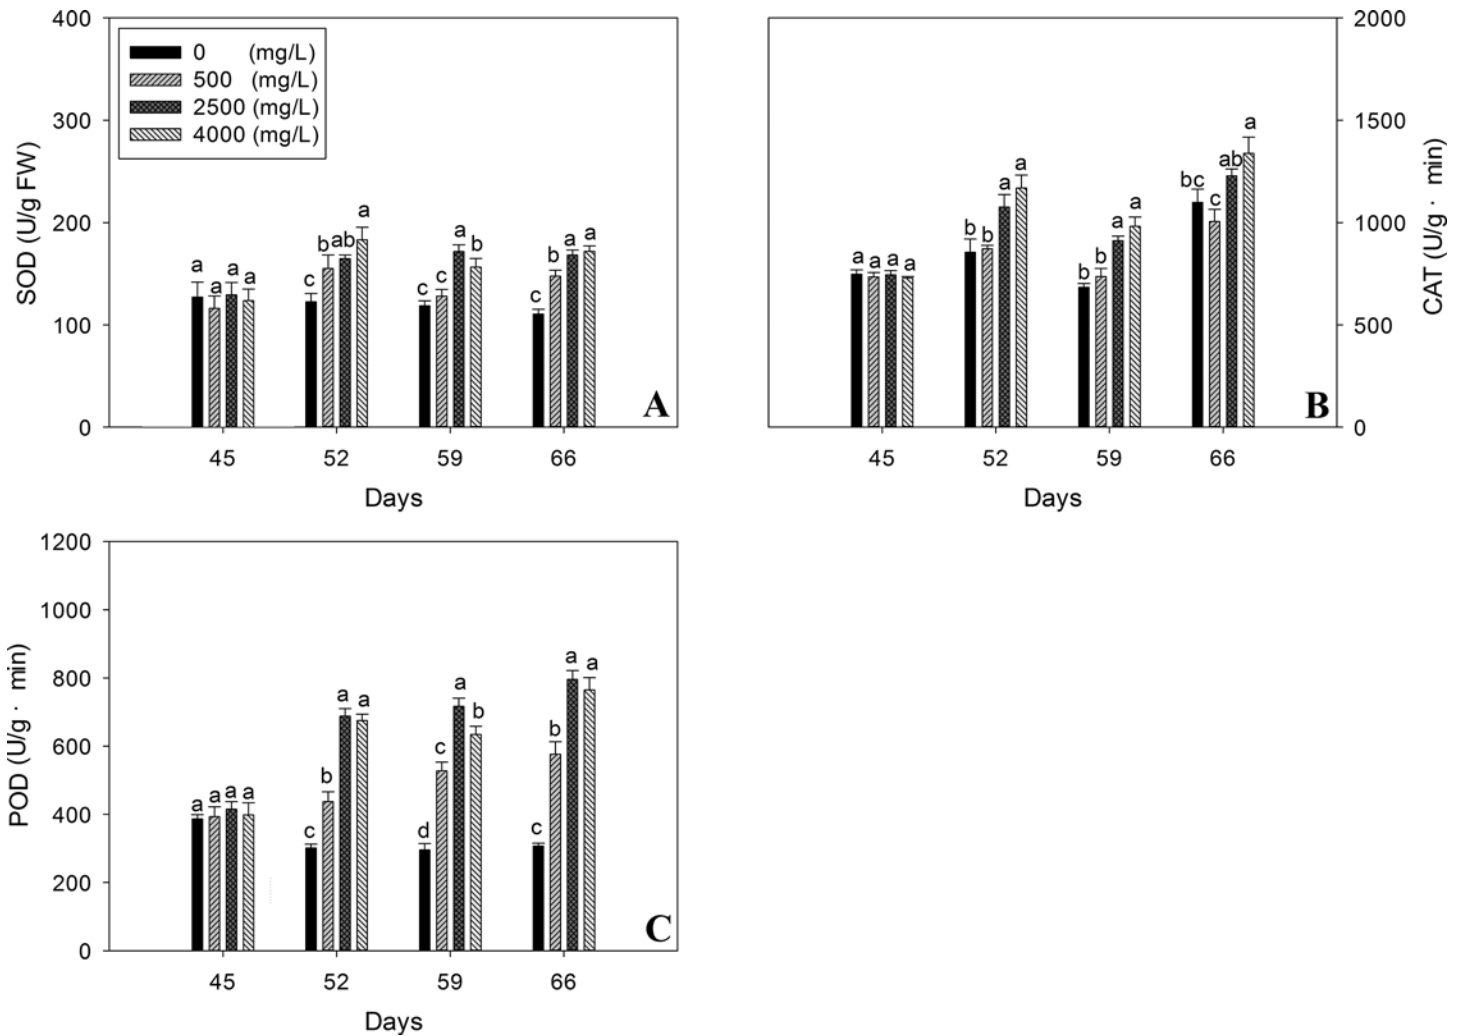 400
300
200
100
0
SOD (U/g FW)
0 (mg/L)
500 (mg/L)
2500 (mg/L)
4000 (mg/L)
a a a a
c b ab a
c c a b
c b a a
A
45 52 59 66
Days
2000
1500
1000
500
0
CAT (U/g · min)
a a a a
b b a a
b b a a
bc c ab a
B
45 52 59 66
Days
1200
1000
800
600
400
200
0
POD (U/g · min)
a a a a
c b a a
d c a b
c b a a
C
45 52 59 66
Days